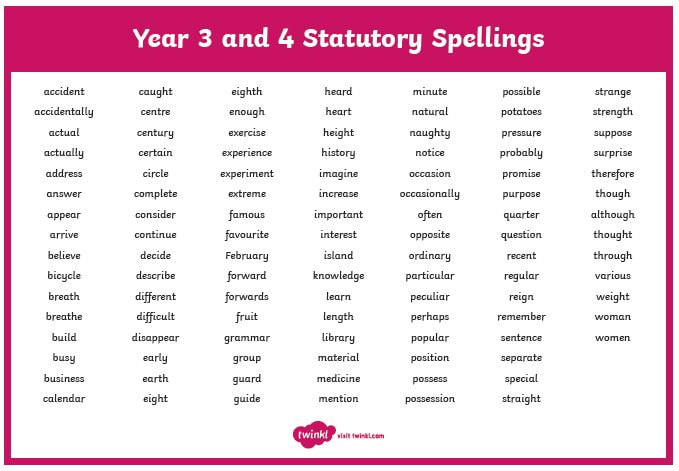 Year 3 and 4 Statutory Spellings
accident caught eighth heard minute possible strange
accidentally centre enough heart natural potatoes strength
actual century exercise height naughty pressure suppose
actually certain experience history notice probably surprise
address circle experiment imagine occasion promise therefore
answer complete extreme increase occasionally purpose though
appear consider famous important often quarter although
arrive continue favourite interest opposite question thought
believe decide February island ordinary recent through
bicycle describe forward knowledge particular regular various
breath different forwards learn peculiar reign weight
breathe difficult fruit length perhaps remember woman
build disappear grammar library popular sentence women
busy early group material position separate
business earth guard medicine possess special
calendar eight guide mention possession straight
twinkl visit twinkl.com